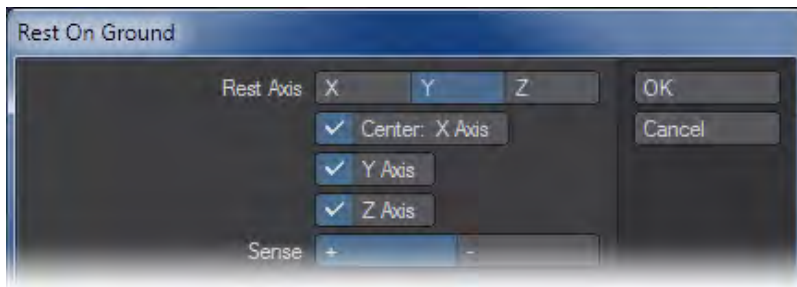 Rest On Ground
Rest Axis X Y Z OK
Center: X Axis Cancel
Y Axis
Z Axis
Sense + -